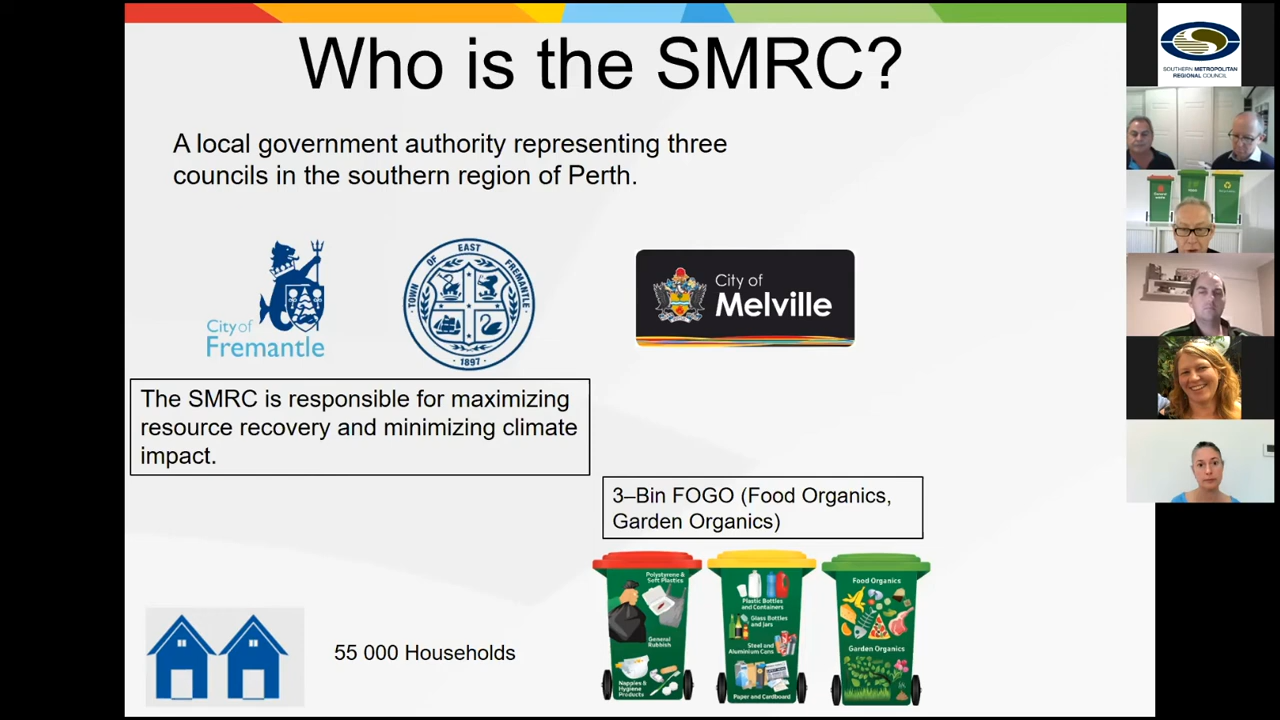 Who is the SMRC?
A local government authority representing three
councils in the southern region of Perth.
City of
Fremantle
TOWN OF EAST FREMANTLE
1897
City of
Melville
The SMRC is responsible for maximizing
resource recovery and minimizing climate
impact.
3–Bin FOGO (Food Organics,
Garden Organics)
Polystyrene &
Soft Plastics
General
Rubbish
Nappies &
Hygiene
Products
Plastic Bottles
and Containers
Glass Bottles
and Jars
Steel and
Aluminium Cans
Paper and Cardboard
Food Organics
Garden Organics
55 000 Households
SOUTHERN METROPOLITAN
REGIONAL COUNCIL